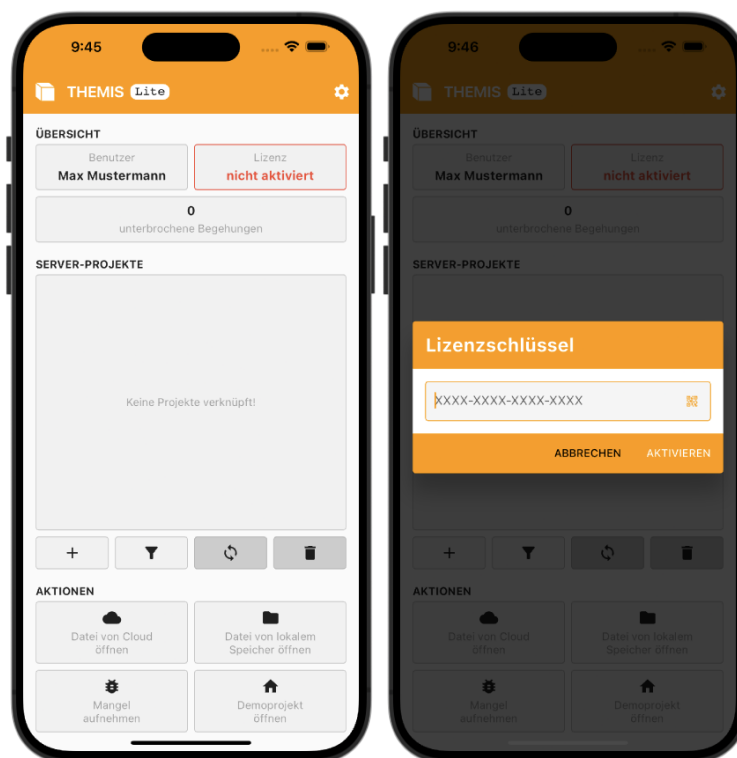 9:45
THEMIS Lite
ÜBERSICHT
Benutzer
Max Mustermann
Lizenz
nicht aktiviert
0
unterbrochene Begehungen
SERVER-PROJEKTE
Keine Projekte verknüpft!
AKTIONEN
Datei von Cloud
öffnen
Datei von lokalem
Speicher öffnen
Mangel
aufnehmen
Demoprojekt
öffnen
9:46
THEMIS Lite
ÜBERSICHT
Benutzer
Max Mustermann
Lizenz
nicht aktiviert
0
unterbrochene Begehungen
SERVER-PROJEKTE
Lizenzschlüssel
XXXX-XXXX-XXXX-XXXX
ABBRECHEN AKTIVIEREN
AKTIONEN
Datei von Cloud
öffnen
Datei von lokalem
Speicher öffnen
Mangel
aufnehmen
Demoprojekt
öffnen